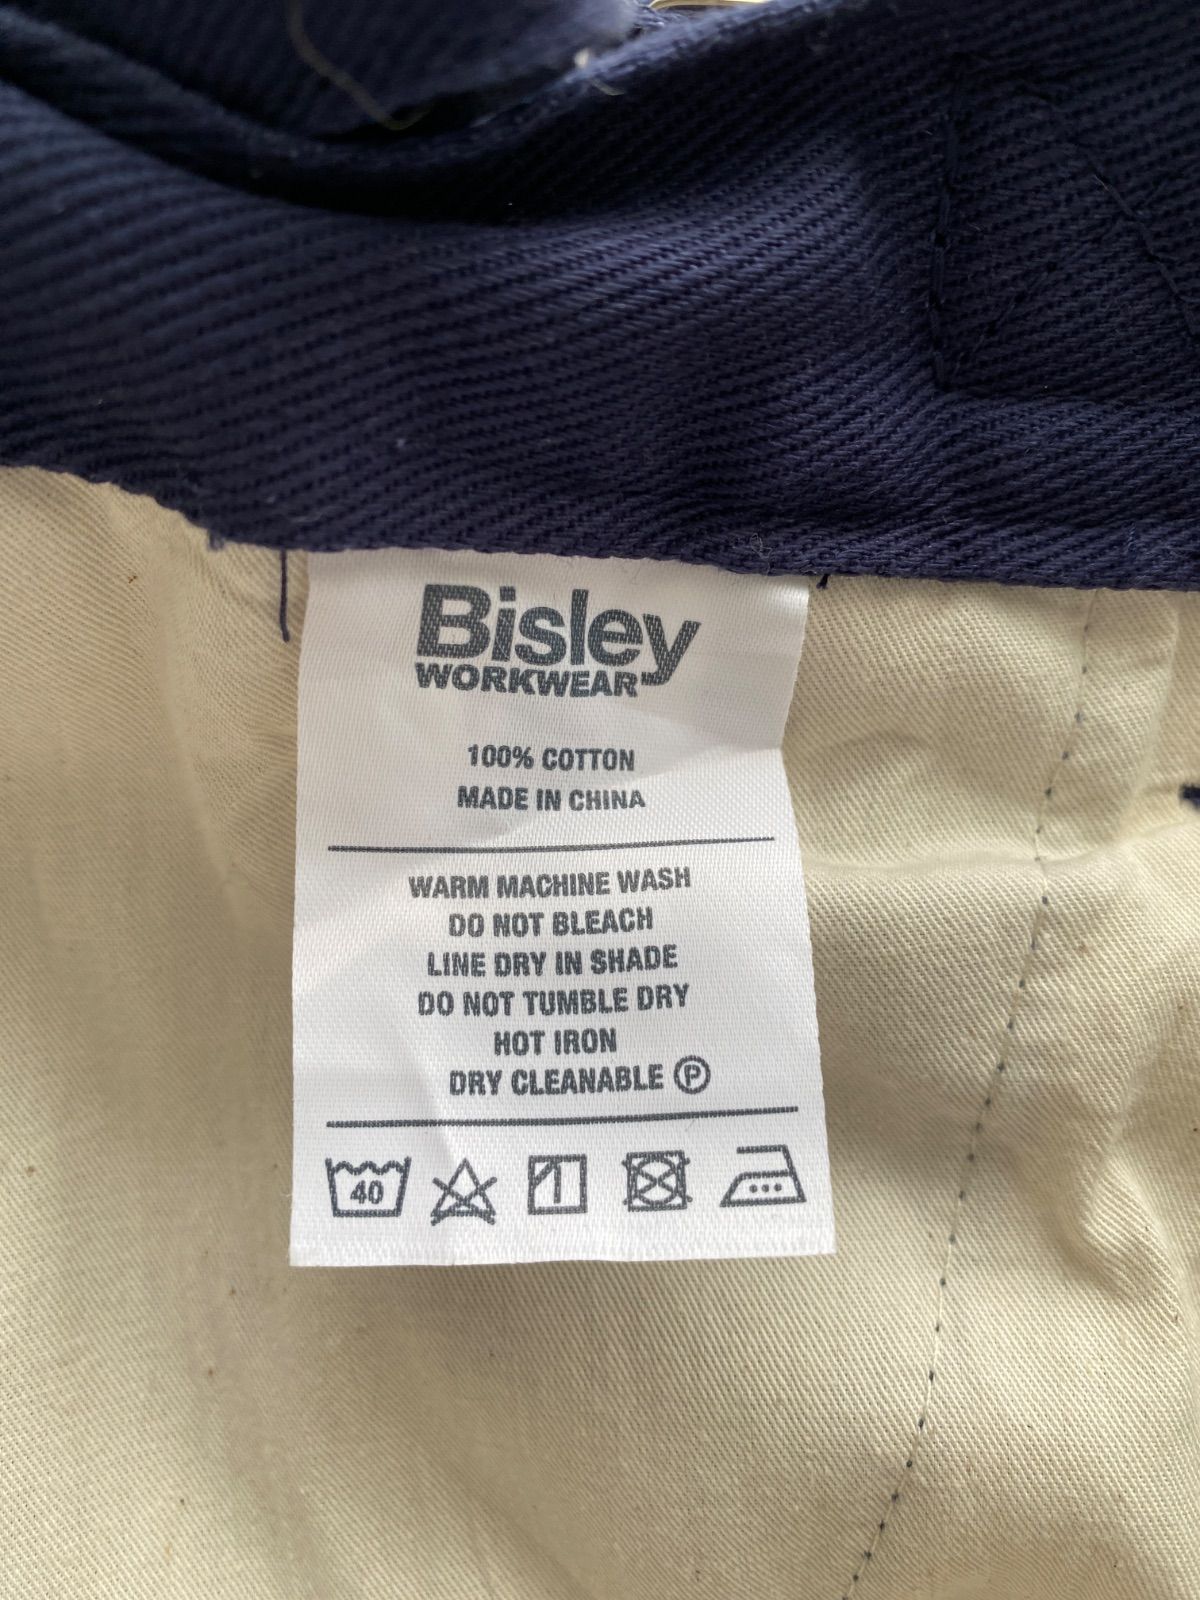 Bisley
WORKWEAR
100% COTTON
MADE IN CHINA
WARM MACHINE WASH
DO NOT BLEACH
LINE DRY IN SHADE
DO NOT TUMBLE DRY
HOT IRON
DRY CLEANABLE Ⓟ
40